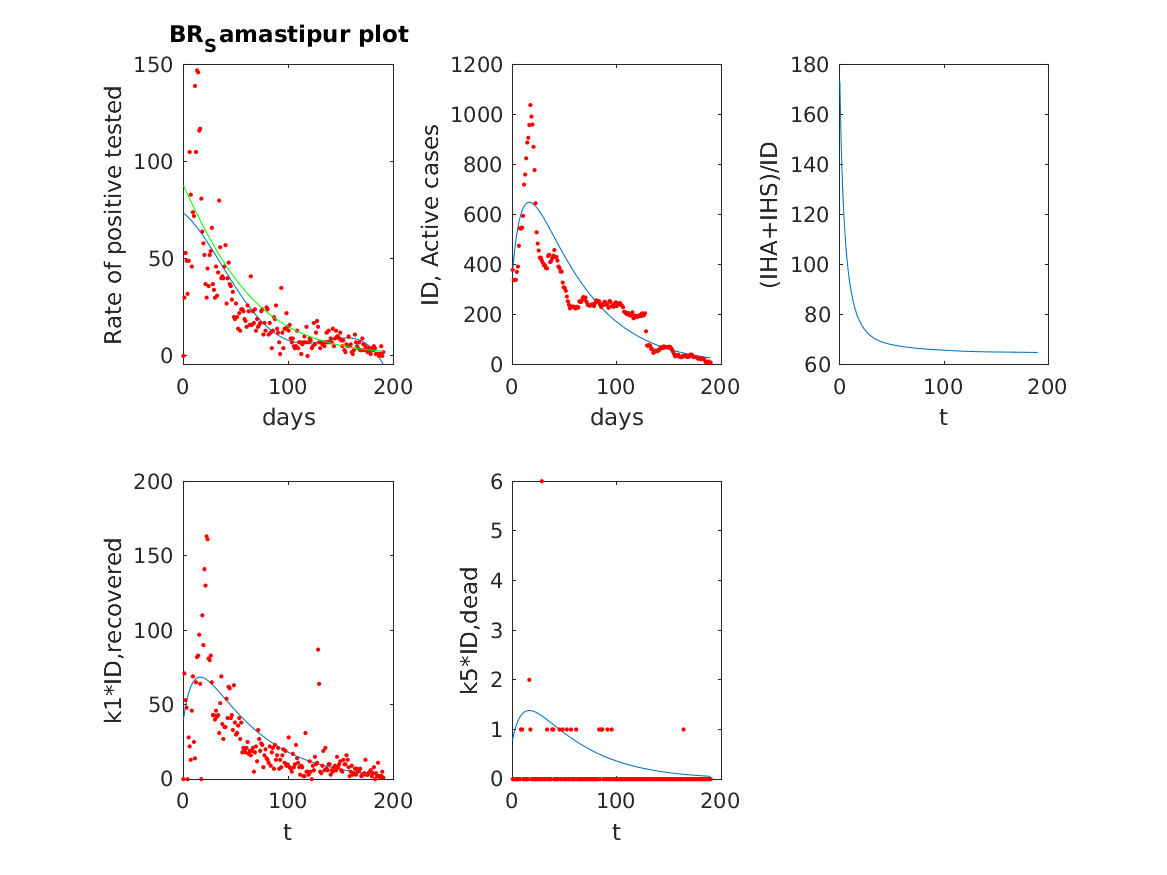 BR_Samastipur plot
150
100
50
0
Rate of positive tested
0 100 200
days
1200
1000
800
600
400
200
0
ID, Active cases
0 100 200
days
180
160
140
120
100
80
60
(IHA+IHS)/ID
0 100 200
t
200
150
100
50
0
k1*ID,recovered
0 100 200
t
6
5
4
3
2
1
0
k5*ID,dead
0 100 200
t